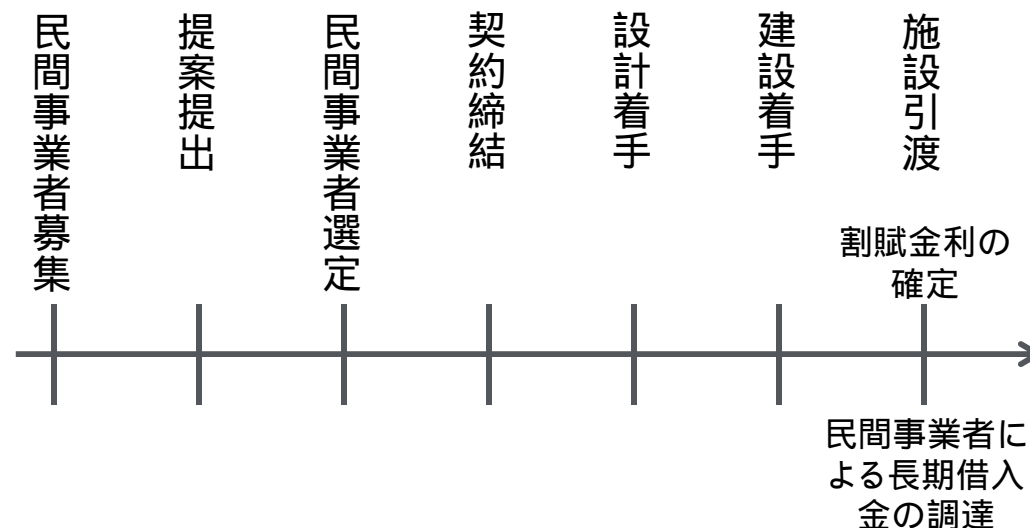 民間事業者募集
提案提出
民間事業者選定
契約締結
設計着手
建設着手
施設引渡
割賦金利の
確定
民間事業者に
よる長期借入
金の調達